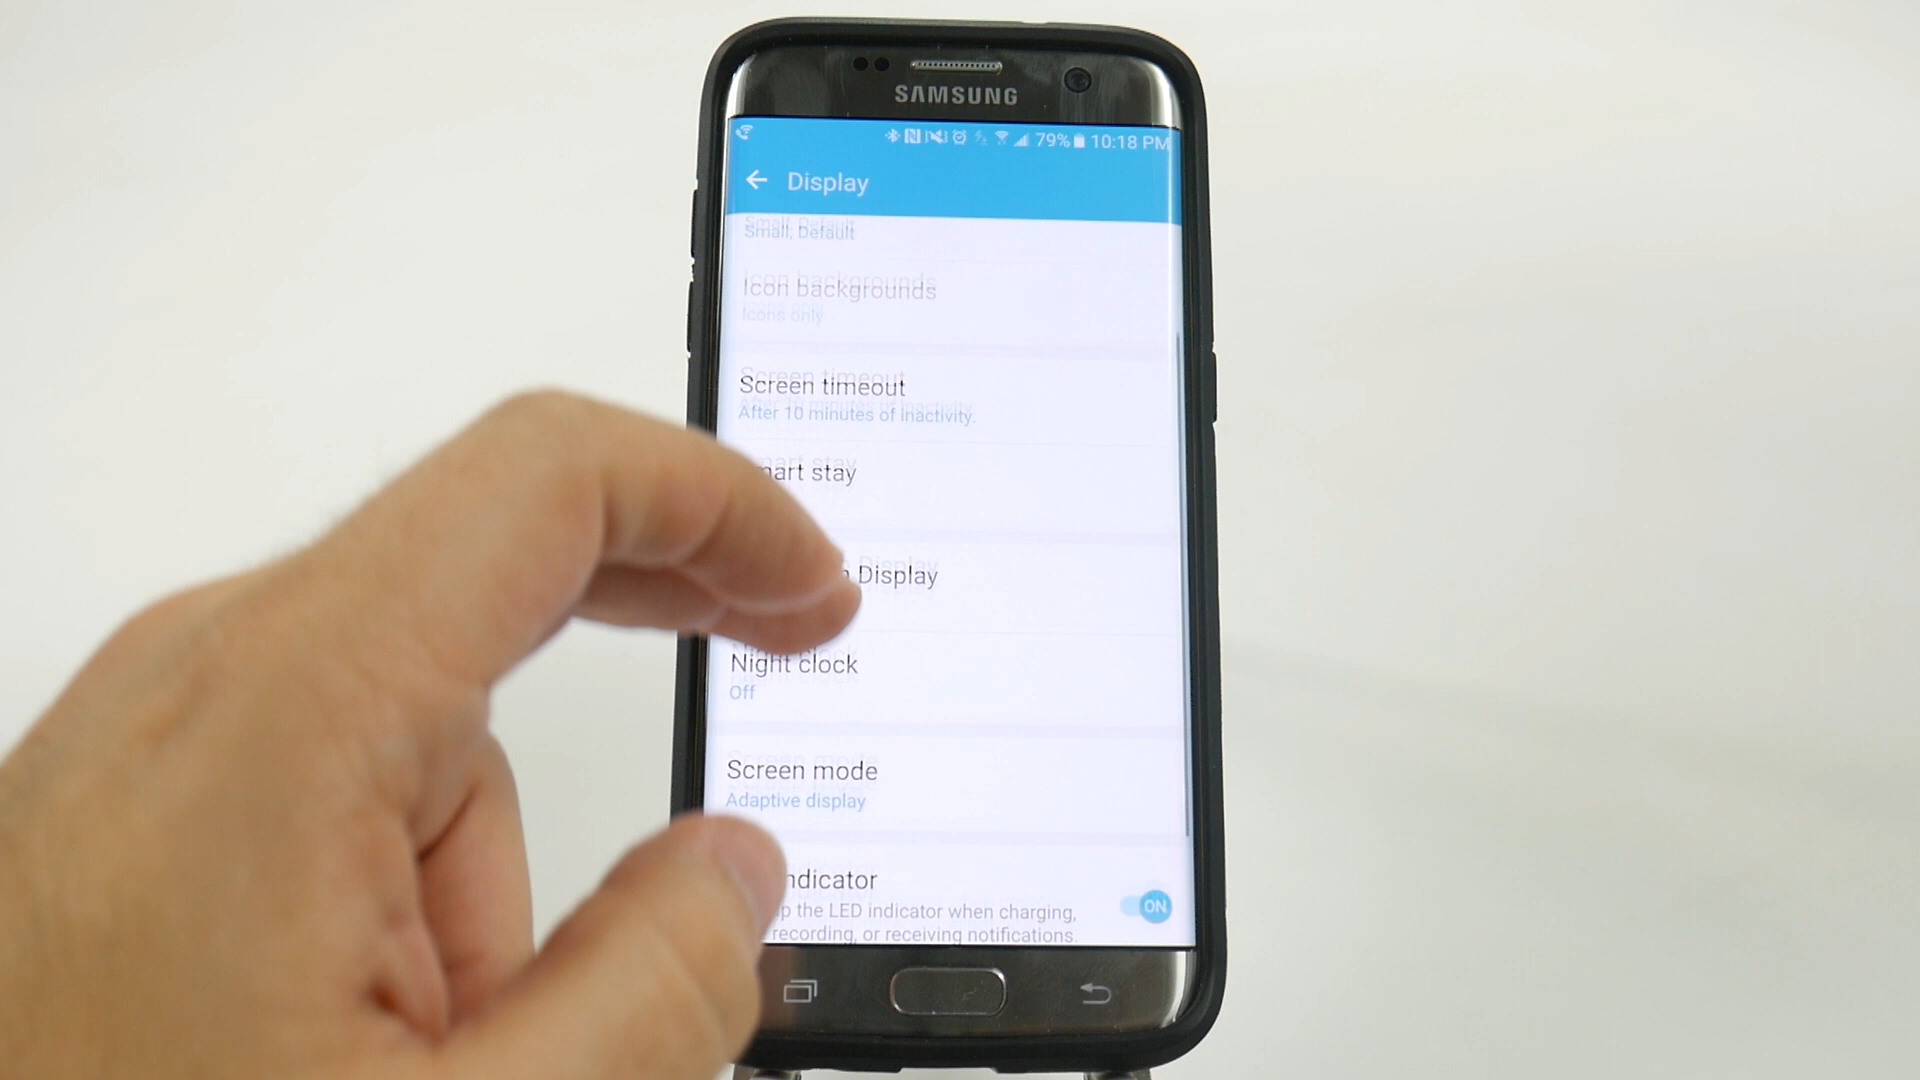 SAMSUNG
79% 10:18 PM
Display
Small, Default
Icon backgrounds
Icons only
Screen timeout
After 10 minutes of inactivity.
stay
Display
Night clock
Off
Screen mode
Adaptive display
ndicator
the LED indicator when charging,
ON
recording, or receiving notifications.